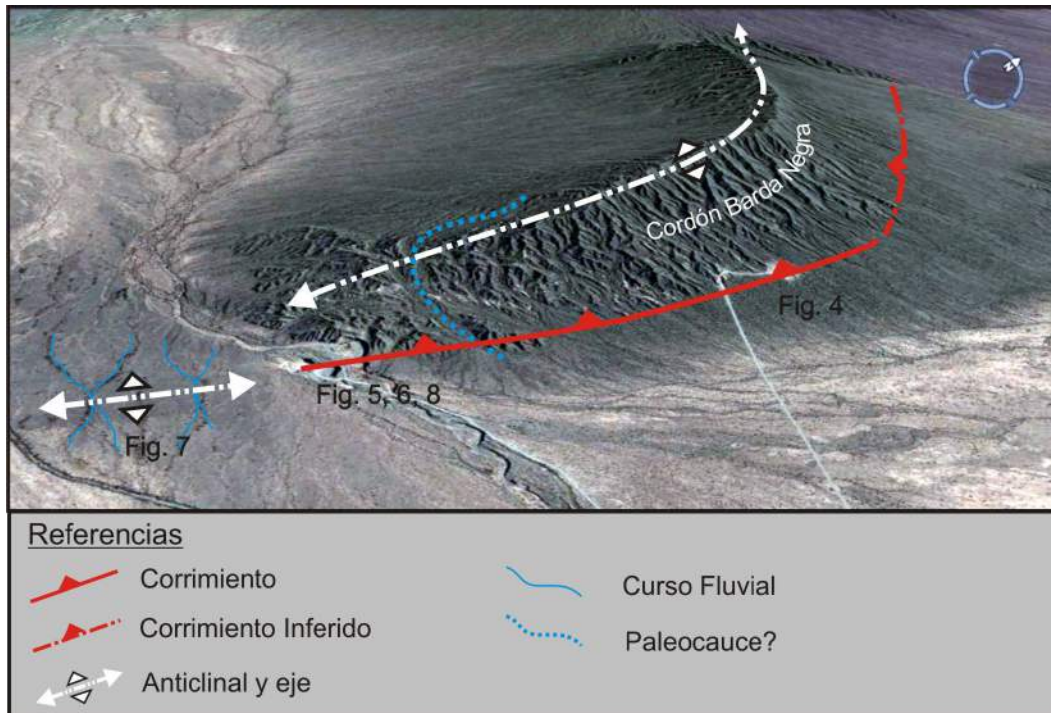 N
Cordón Barda Negra
Fig. 4
Fig. 5, 6, 8
Fig. 7
Referencias
Corrimiento
Corrimiento Inferido
Anticlinal y eje
Curso Fluvial
Paleocauce?